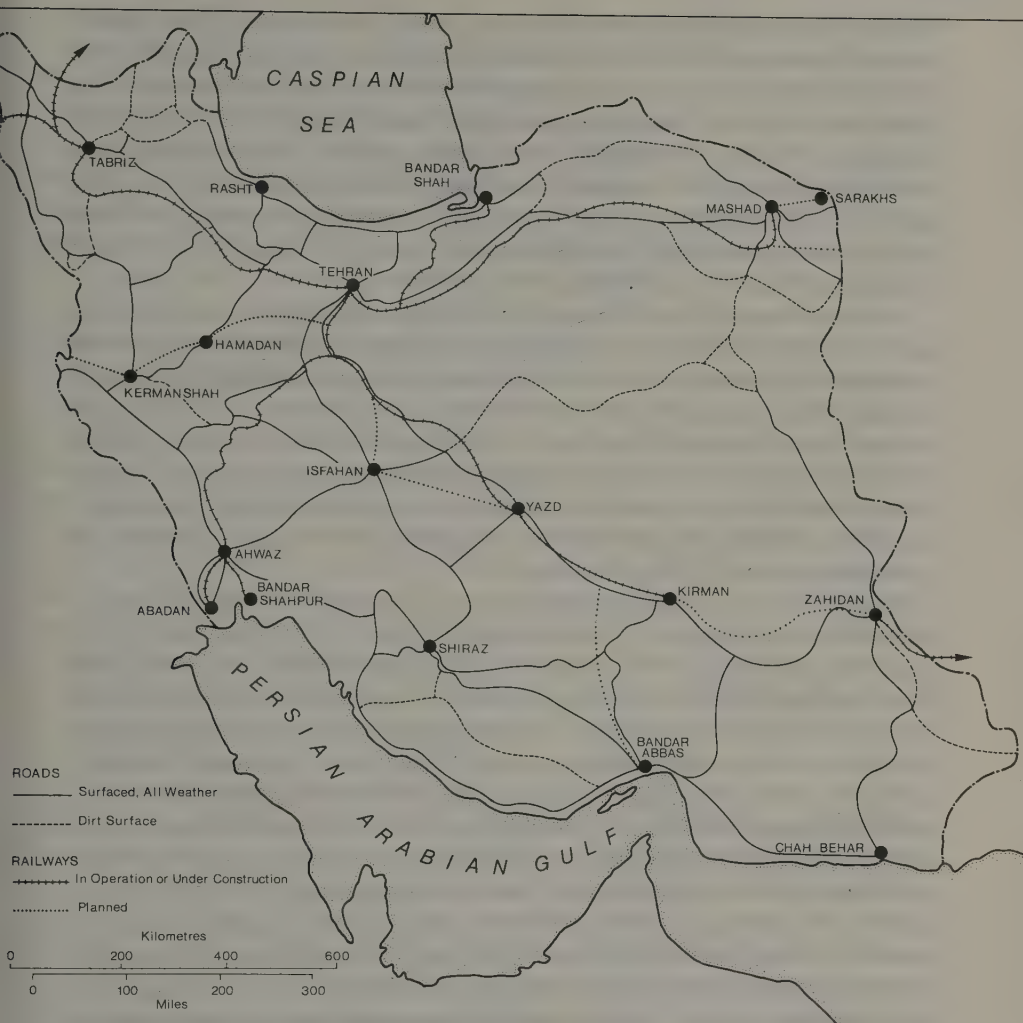 CASPIAN
SEA
TABRIZ
RASHT
BANDAR
SHAH
MASHAD
SARAKHS
TEHRAN
HAMADAN
KERMANSHAH
ISFAHAN
YAZD
AHWAZ
BANDAR
SHAHPUR
ABADAN
KIRMAN
ZAHIDAN
SHIRAZ
PERSIAN
ARABIAN GULF
BANDAR
ABBAS
CHAH BEHAR
ROADS
Surfaced, All Weather
Dirt Surface
RAILWAYS
In Operation or Under Construction
Planned
Kilometres
0 200 400 600
0 100 200 300
Miles